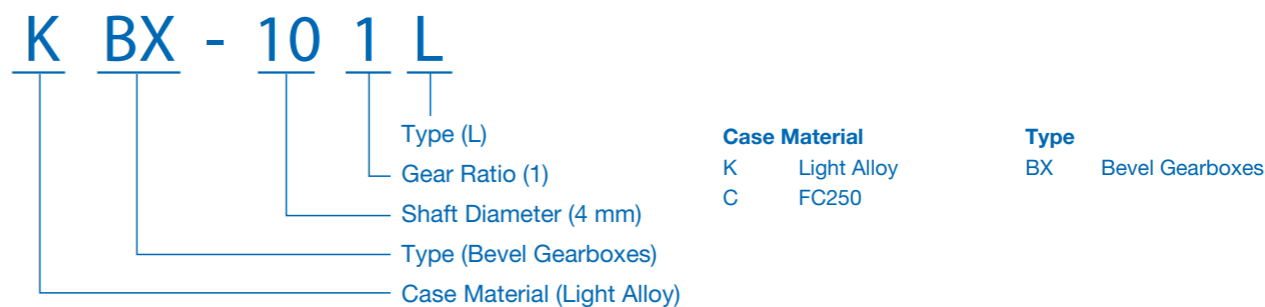 K BX - 10 1 L
Type (L)
Gear Ratio (1)
Shaft Diameter (4 mm)
Type (Bevel Gearboxes)
Case Material (Light Alloy)
Case Material
K Light Alloy
C FC250
Type
BX Bevel Gearboxes